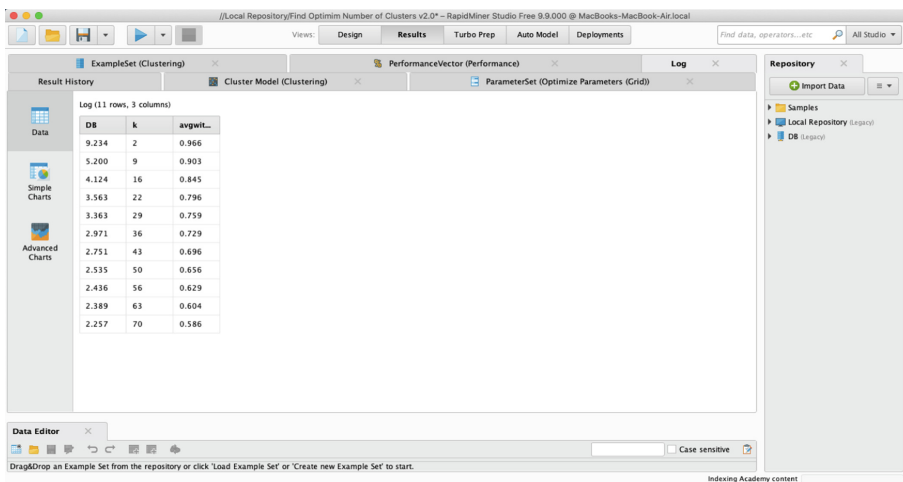 //Local Repository/Find Optimim Number of Clusters v2.0* – RapidMiner Studio Free 9.9.000 @ MacBooks-MacBook-Air.local
Views: Design Results Turbo Prep Auto Model Deployments Find data, operators...etc All Studio
ExampleSet (Clustering) PerformanceVector (Performance) Log Repository
Result History Cluster Model (Clustering) ParameterSet (Optimize Parameters (Grid)) Import Data
Log (11 rows, 3 columns)
Samples
Local Repository (Legacy)
DB (Legacy)
Data
Simple Charts
Advanced Charts
DB k avgwit...
9.234 2 0.966
5.200 9 0.903
4.124 16 0.845
3.563 22 0.796
3.363 29 0.759
2.971 36 0.729
2.751 43 0.696
2.535 50 0.656
2.436 56 0.629
2.389 63 0.604
2.257 70 0.586
Data Editor
Case sensitive
Drag&Drop an Example Set from the repository or click 'Load Example Set' or 'Create new Example Set' to start.
Indexing Academy content